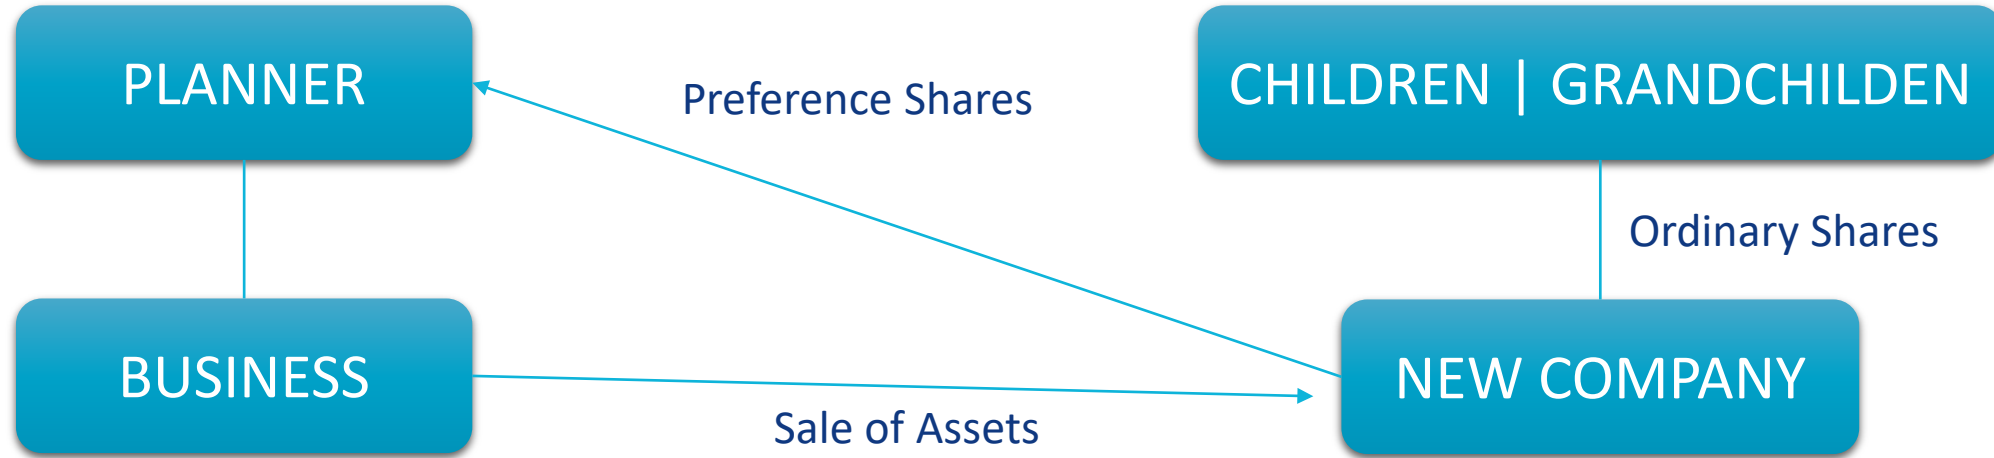 PLANNER
Preference Shares
CHILDREN | GRANDCHILDEN
Ordinary Shares
BUSINESS
NEW COMPANY
Sale of Assets